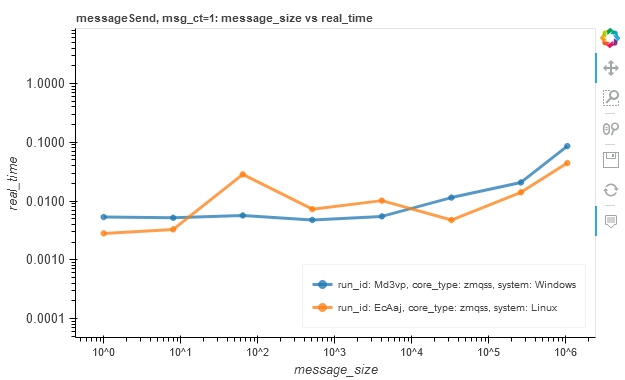 messageSend, msg_ct=1: message_size vs real_time
1.0000
0.1000
0.0100
0.0010
0.0001
real_time
run_id: Md3vp, core_type: zmqss, system: Windows
run_id: EcAaj, core_type: zmqss, system: Linux
10^0 10^1 10^2 10^3 10^4 10^5 10^6
message_size